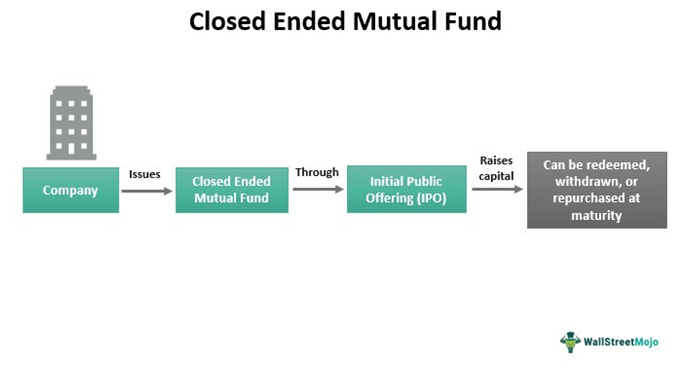 Closed Ended Mutual Fund
Company
Issues
Closed Ended
Mutual Fund
Through
Initial Public
Offering (IPO)
Raises
capital
Can be redeemed,
withdrawn, or
repurchased at
maturity
WallStreetMojo